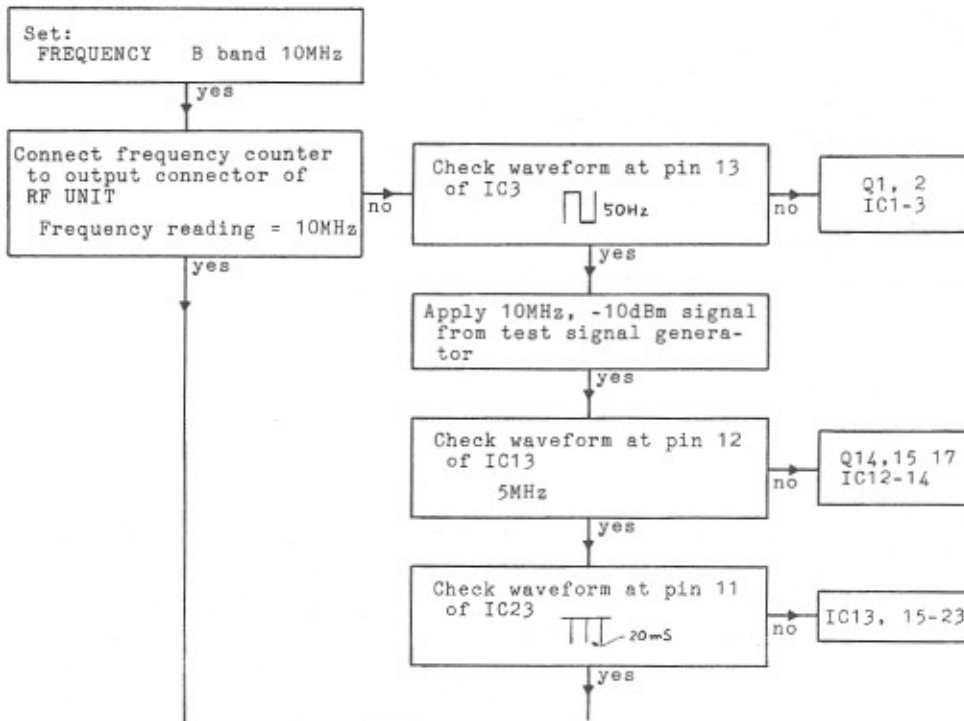 Set:
FREQUENCY B band 10MHz
yes
Connect frequency counter
to output connector of
RF UNIT
Frequency reading = 10MHz
no
yes
Check waveform at pin 13
of IC3
50Hz
no
Q1, 2
IC1-3
yes
Apply 10MHz, -10dBm signal
from test signal genera-
tor
yes
Check waveform at pin 12
of IC13
5MHz
no
Q14,15 17
IC12-14
yes
Check waveform at pin 11
of IC23
20mS
no
IC13, 15-23
yes